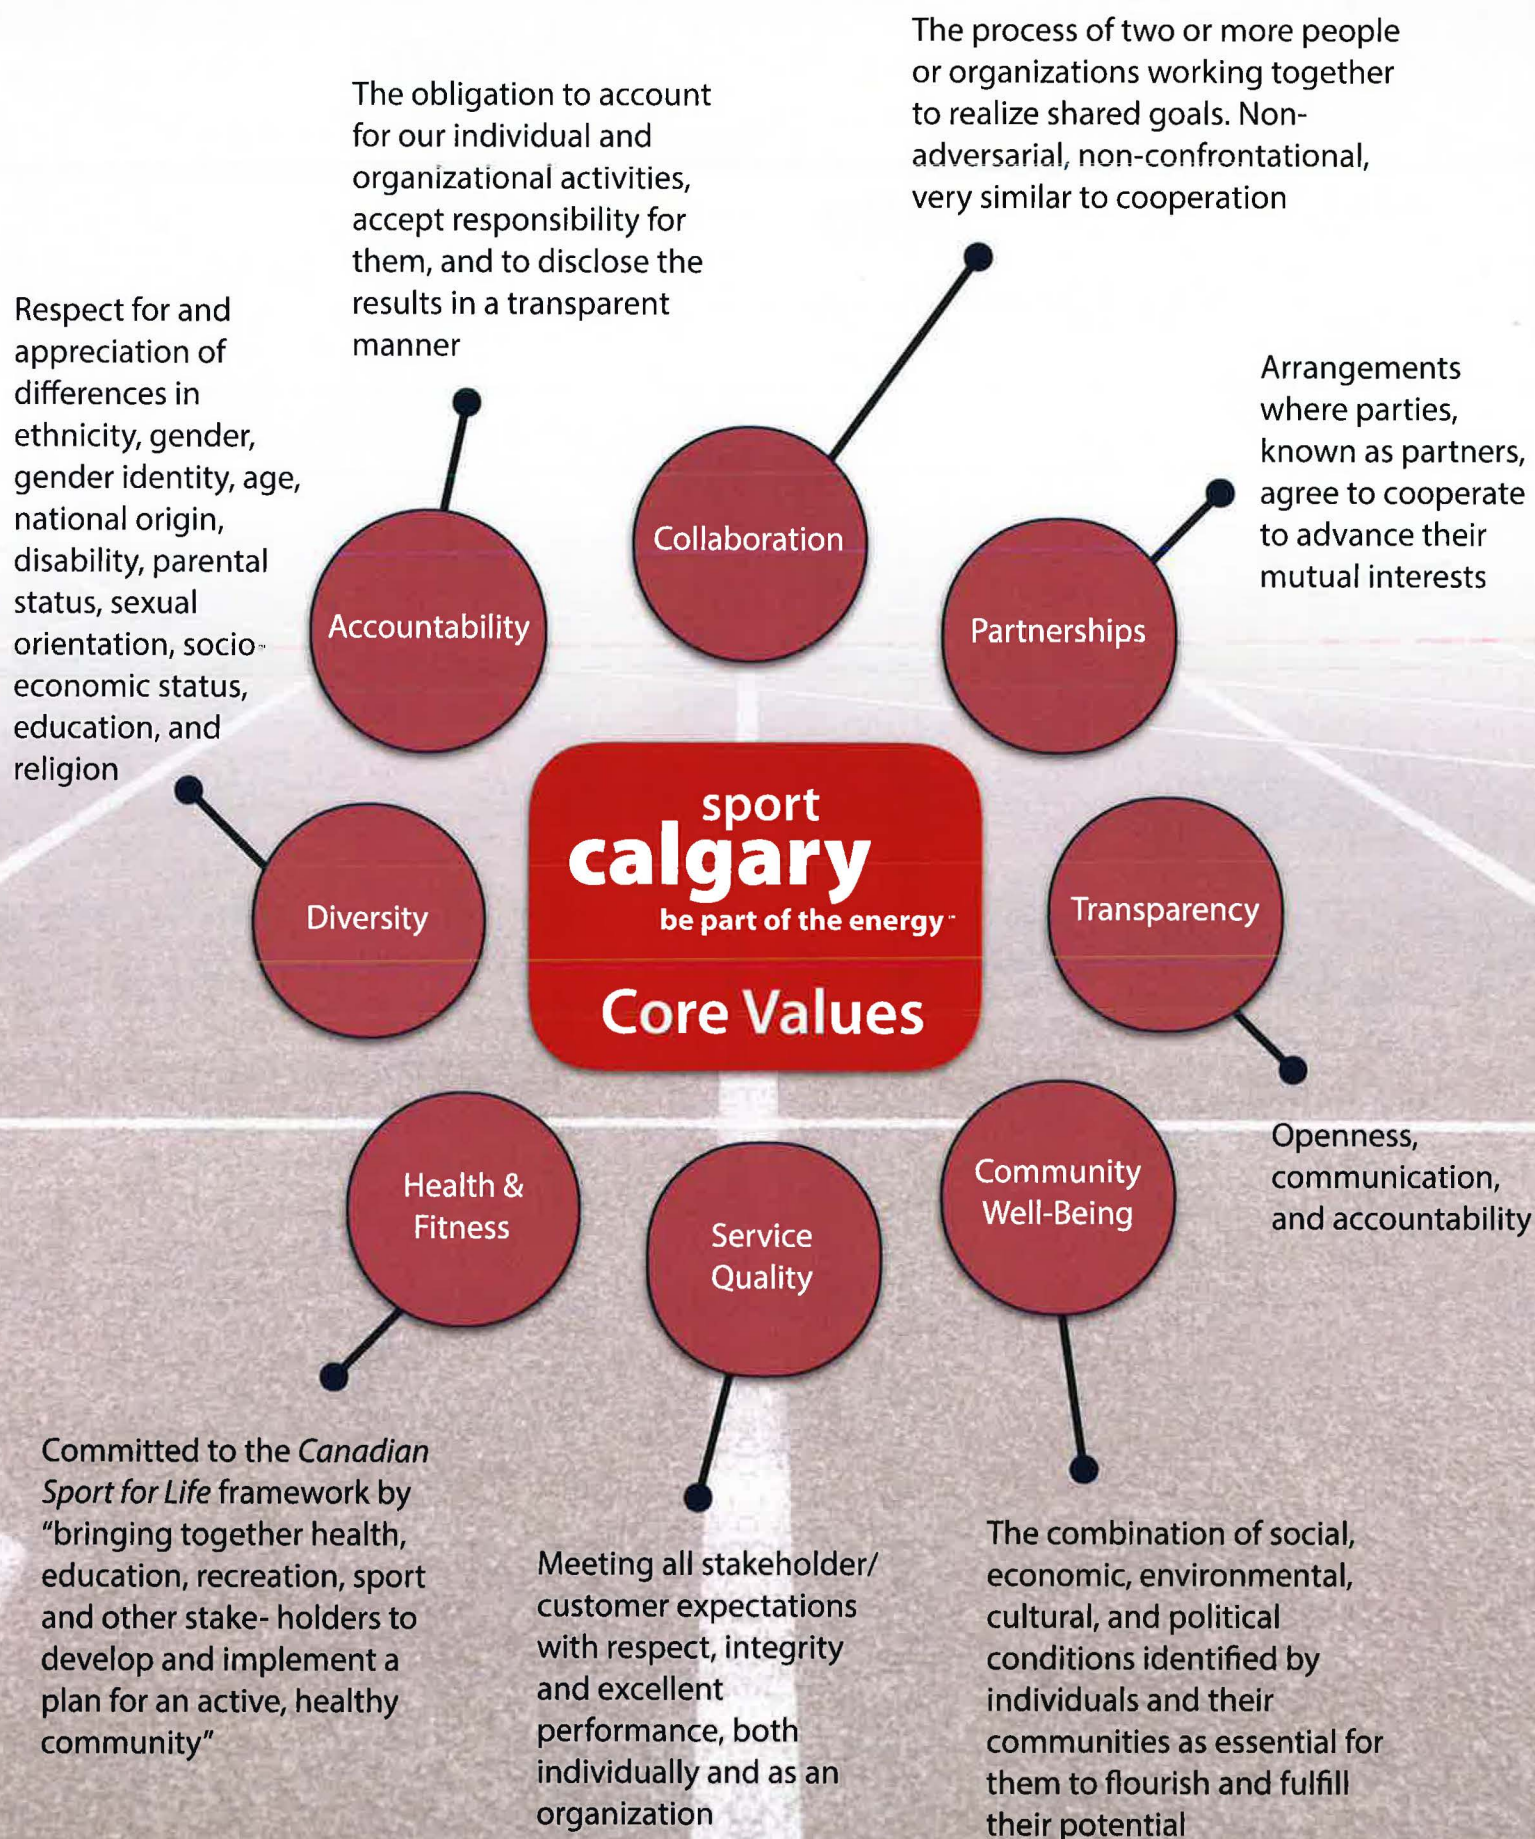 The process of two or more people
or organizations working together
to realize shared goals. Non-
adversarial, non-confrontational,
very similar to cooperation
The obligation to account
for our individual and
organizational activities,
accept responsibility for
them, and to disclose the
results in a transparent
manner
Respect for and
appreciation of
differences in
ethnicity, gender,
gender identity, age,
national origin,
disability, parental
status, sexual
orientation, socio-
economic status,
education, and
religion
Arrangements
where parties,
known as partners,
agree to cooperate
to advance their
mutual interests
Collaboration
Accountability
Partnerships
sport
calgary
be part of the energy™
Core Values
Diversity
Transparency
Health &
Fitness
Service
Quality
Community
Well-Being
Openness,
communication,
and accountability
Committed to the Canadian
Sport for Life framework by
"bringing together health,
education, recreation, sport
and other stake- holders to
develop and implement a
plan for an active, healthy
community"
Meeting all stakeholder/
customer expectations
with respect, integrity
and excellent
performance, both
individually and as an
organization
The combination of social,
economic, environmental,
cultural, and political
conditions identified by
individuals and their
communities as essential for
them to flourish and fulfill
their potential